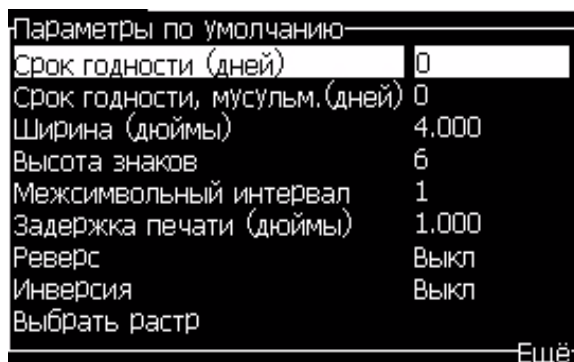 Параметры по умолчанию
Срок годности (дней) 0
Срок годности, мусульм.(дней) 0
Ширина (дюймы) 4.000
Высота знаков 6
Межсимвольный интервал 1
Задержка печати (дюймы) 1.000
Реверс Выкл
Инверсия Выкл
Выбрать растр
Ещё